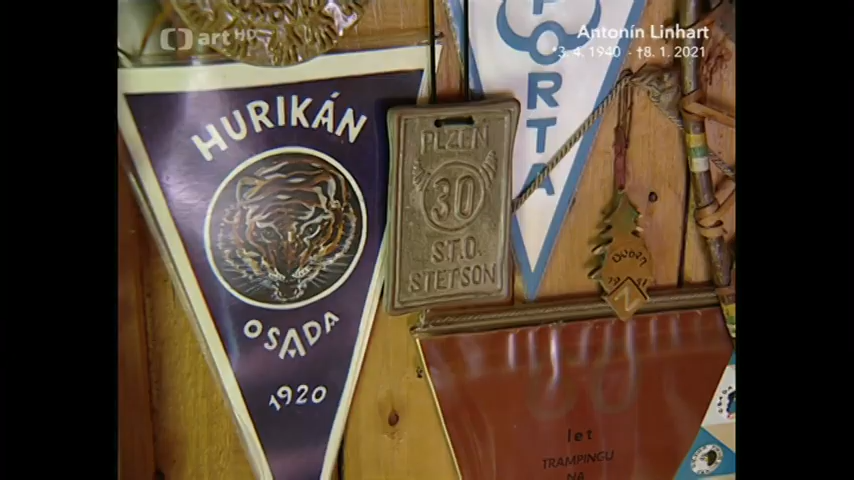 art HD
Antonín Linhart
*3. 4. 1940 - †8. 1. 2021
HURIKÁN
OSADA
1920
PLZEŇ
30
S.T.O.
STETSON
PORTA
60
let
TRAMPINGU
NA